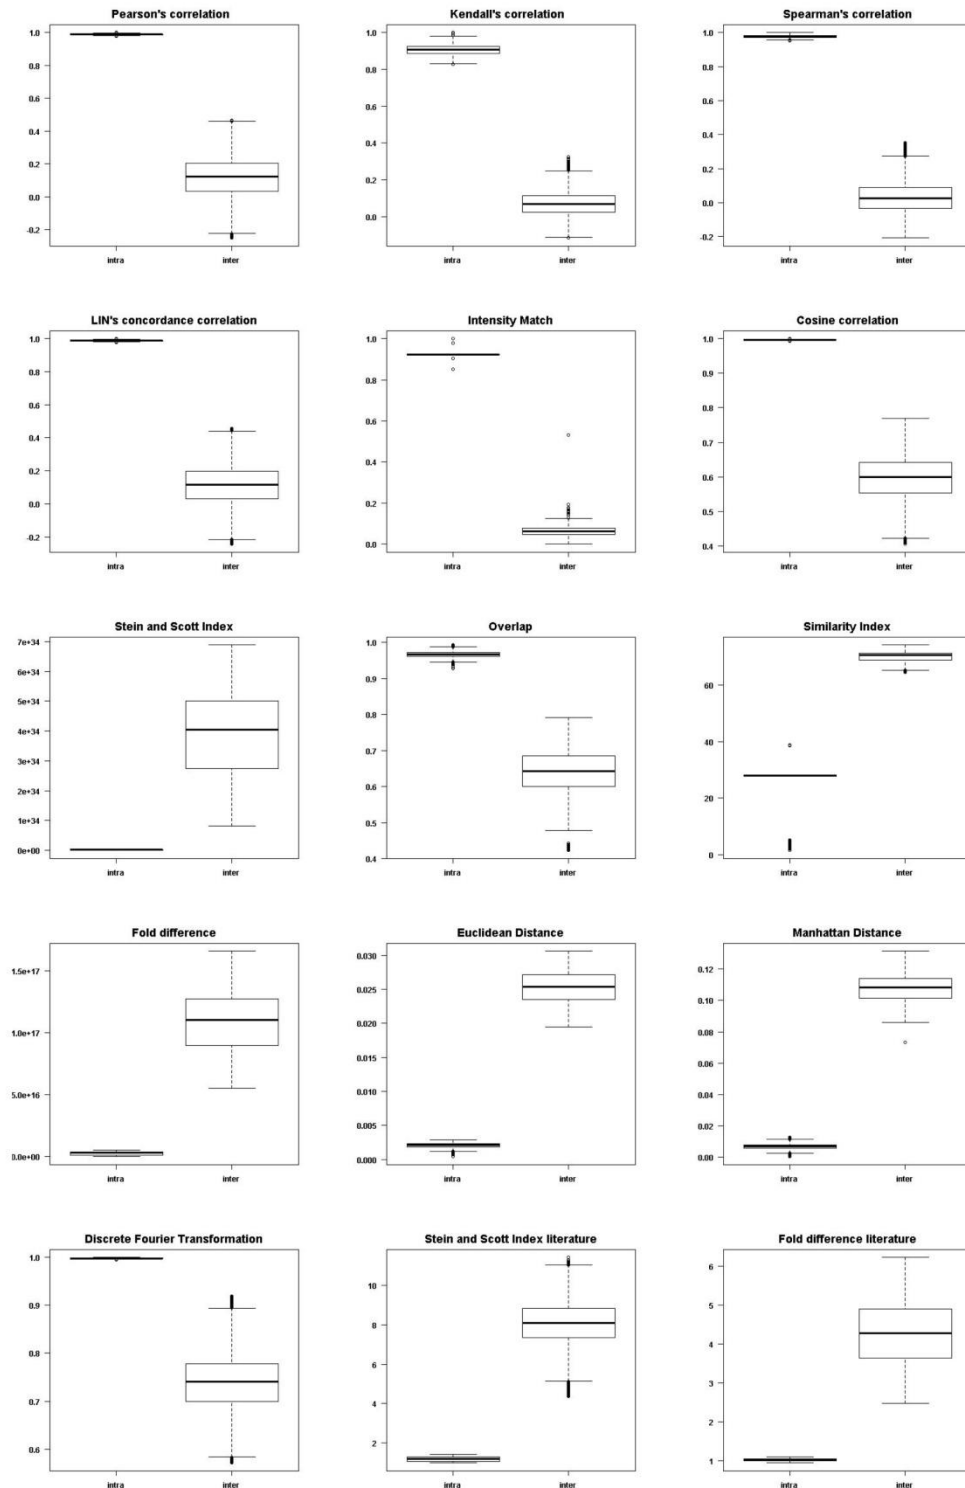 Pearson's correlation
1.0
0.8
0.6
0.4
0.2
0.0
-0.2
intra
inter
Kendall's correlation
1.0
0.8
0.6
0.4
0.2
0.0
intra
inter
Spearman's correlation
1.0
0.8
0.6
0.4
0.2
0.0
-0.2
intra
inter
LIN's concordance correlation
1.0
0.8
0.6
0.4
0.2
0.0
-0.2
intra
inter
Intensity Match
1.0
0.8
0.6
0.4
0.2
0.0
intra
inter
Cosine correlation
1.0
0.9
0.8
0.7
0.6
0.5
0.4
intra
inter
Stein and Scott Index
7e+34
6e+34
5e+34
4e+34
3e+34
2e+34
1e+34
0e+00
intra
inter
Overlap
1.0
0.9
0.8
0.7
0.6
0.5
0.4
intra
inter
Similarity Index
60
40
20
0
intra
inter
Fold difference
1.5e+17
1.0e+17
5.0e+16
0.0e+00
intra
inter
Euclidean Distance
0.030
0.025
0.020
0.015
0.010
0.005
0.000
intra
inter
Manhattan Distance
0.12
0.10
0.08
0.06
0.04
0.02
0.00
intra
inter
Discrete Fourier Transformation
1.0
0.9
0.8
0.7
0.6
intra
inter
Stein and Scott Index literature
10
8
6
4
2
intra
inter
Fold difference literature
6
5
4
3
2
1
intra
inter